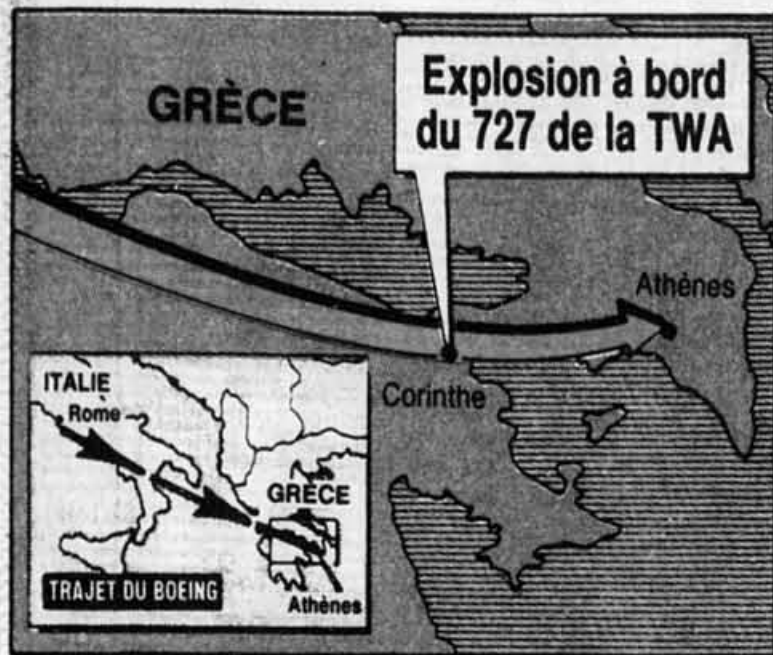 GRÈCE
Explosion à bord
du 727 de la TWA
Athènes
Corinthe
ITALIE
Rome
GRÈCE
Athènes
TRAJET DU BOEING